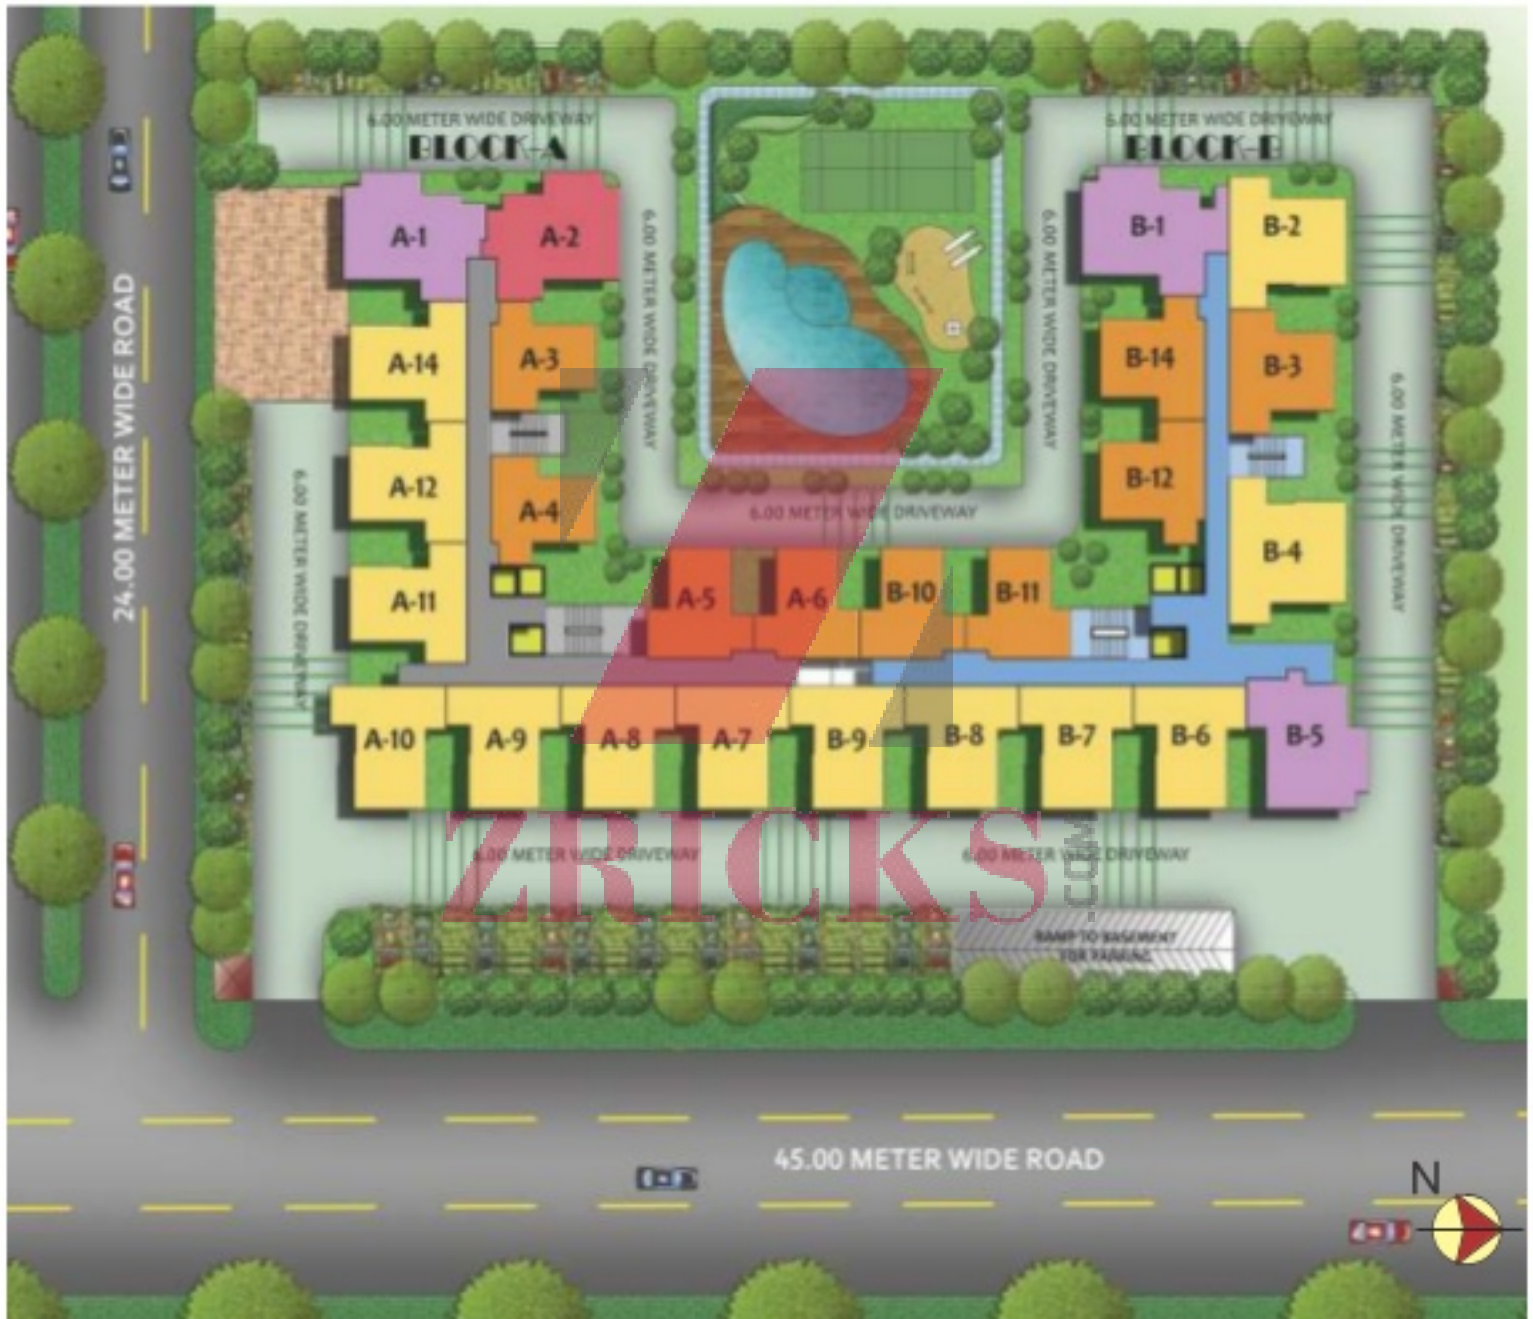 6.00 METER WIDE DRIVEWAY
BLOCK-A
6.00 METER WIDE DRIVEWAY
BLOCK-B
A-1
A-2
B-1
B-2
6.00 METER WIDE DRIVEWAY
6.00 METER WIDE DRIVEWAY
24.00 METER WIDE ROAD
A-14
A-3
B-14
B-3
6.00 METER WIDE DRIVEWAY
A-12
A-4
B-12
B-4
6.00 METER WIDE DRIVEWAY
6.00 METER WIDE DRIVEWAY
A-11
A-5
A-6
B-10
B-11
A-10
A-9
A-8
A-7
B-9
B-8
B-7
B-6
B-5
6.00 METER WIDE DRIVEWAY
6.00 METER WIDE DRIVEWAY
ZRICKS
.COM
RAMP TO BASEMENT
FOR PARKING
45.00 METER WIDE ROAD
N